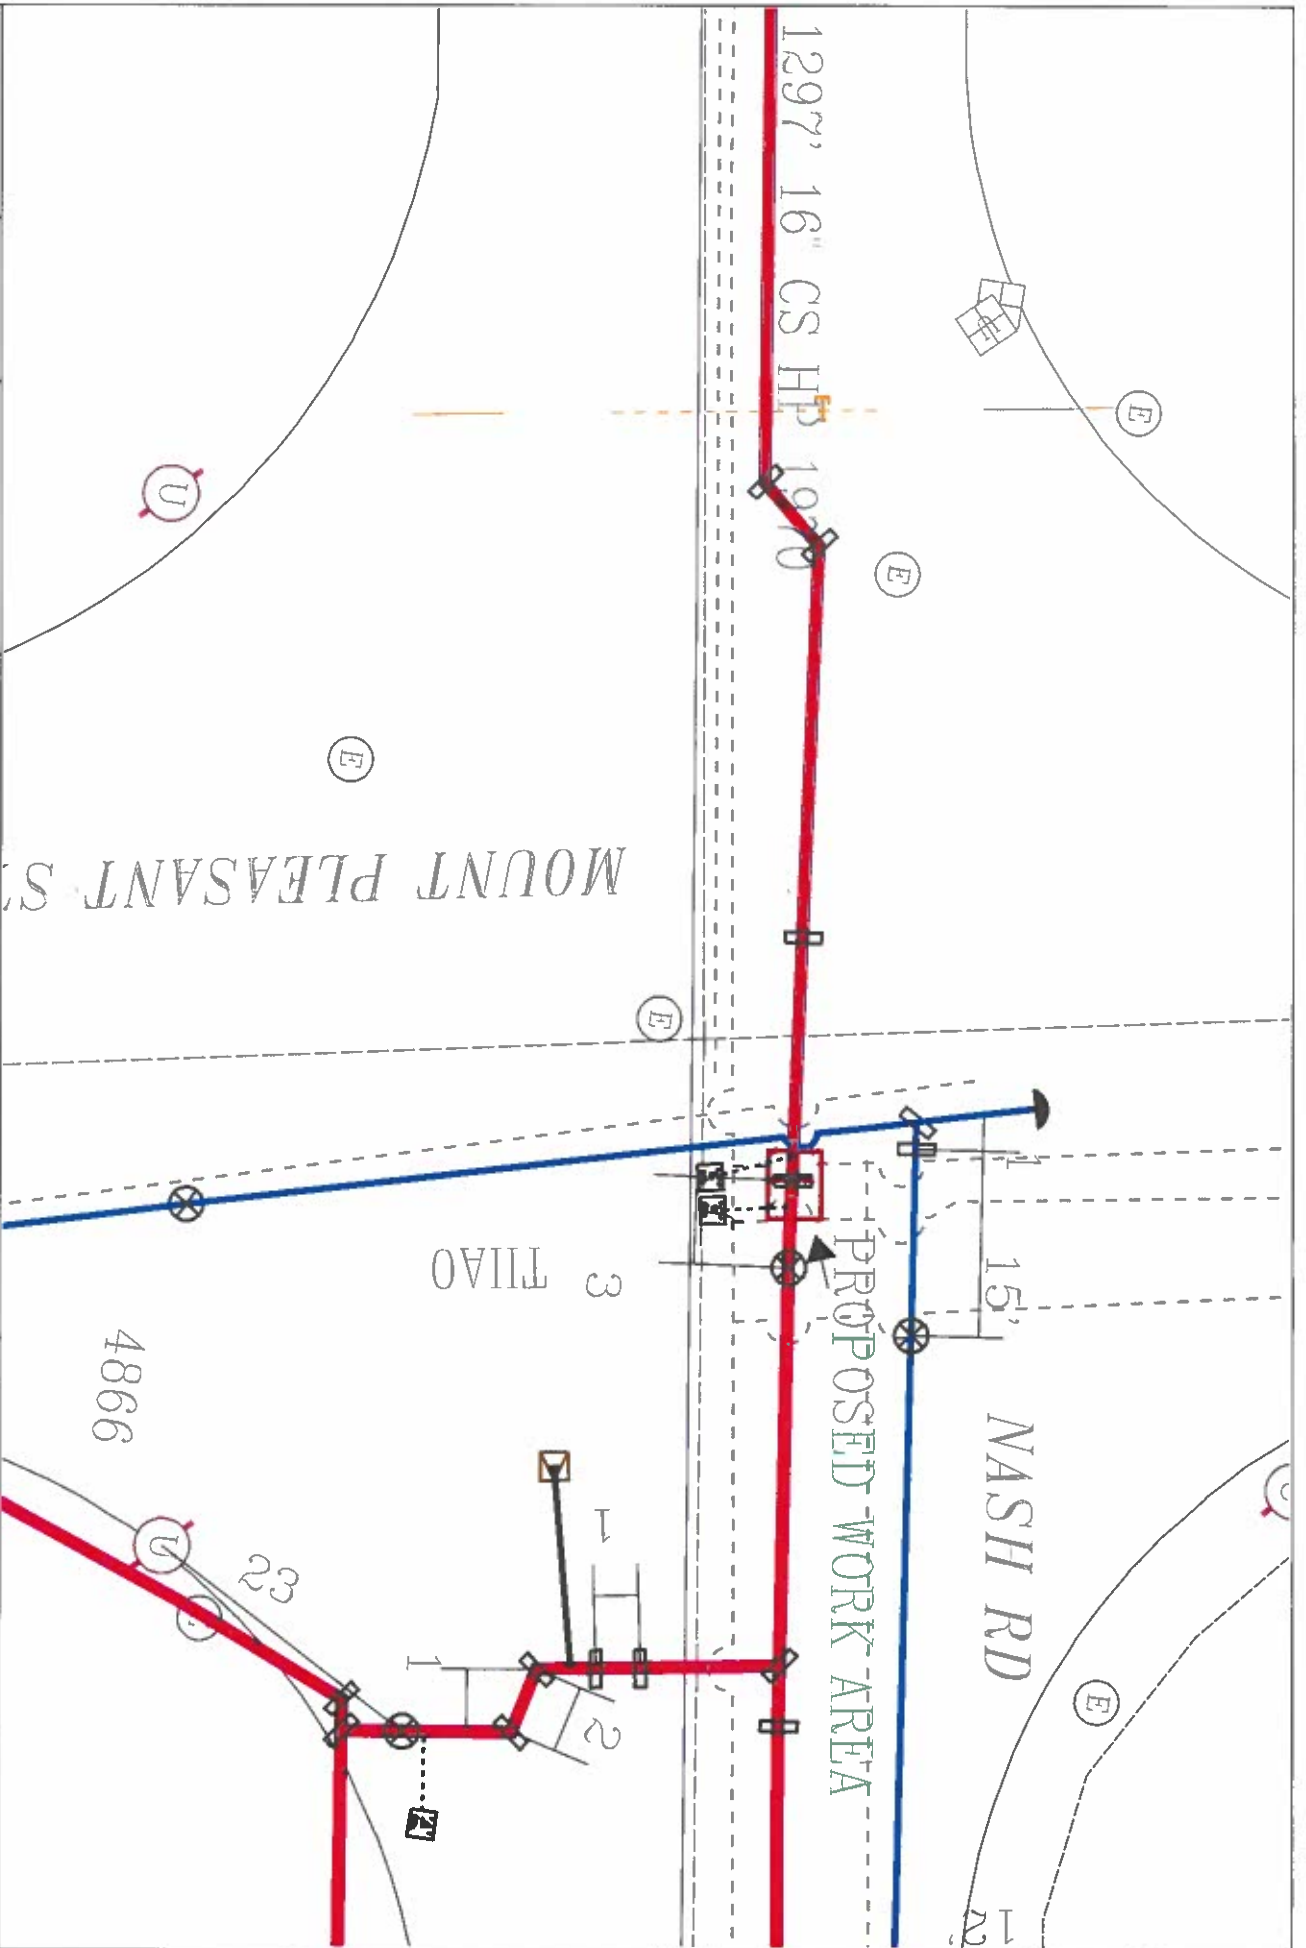 1297' 16" CS HP 1970
E
U
E
E
MOUNT PLEASANT ST
E
1
15'
3 TIIAO
PROPOSED WORK AREA
4866
NASH RD
1
U
23
1
2
E
12'